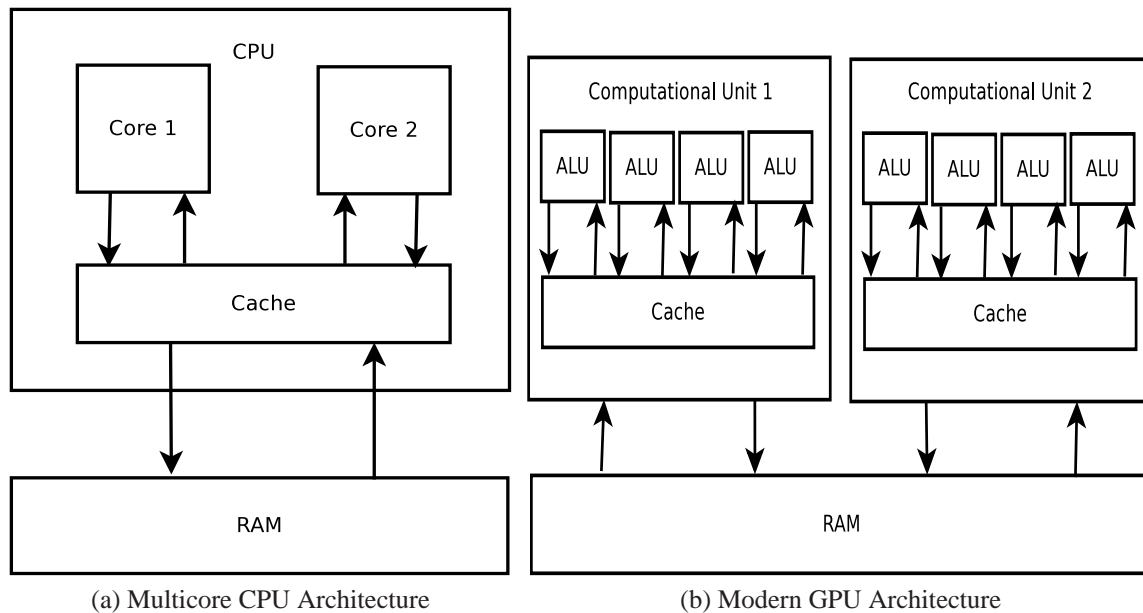 CPU
Core 1
Core 2
Cache
RAM
(a) Multicore CPU Architecture
Computational Unit 1
ALU
ALU
ALU
ALU
Cache
Computational Unit 2
ALU
ALU
ALU
ALU
Cache
RAM
(b) Modern GPU Architecture